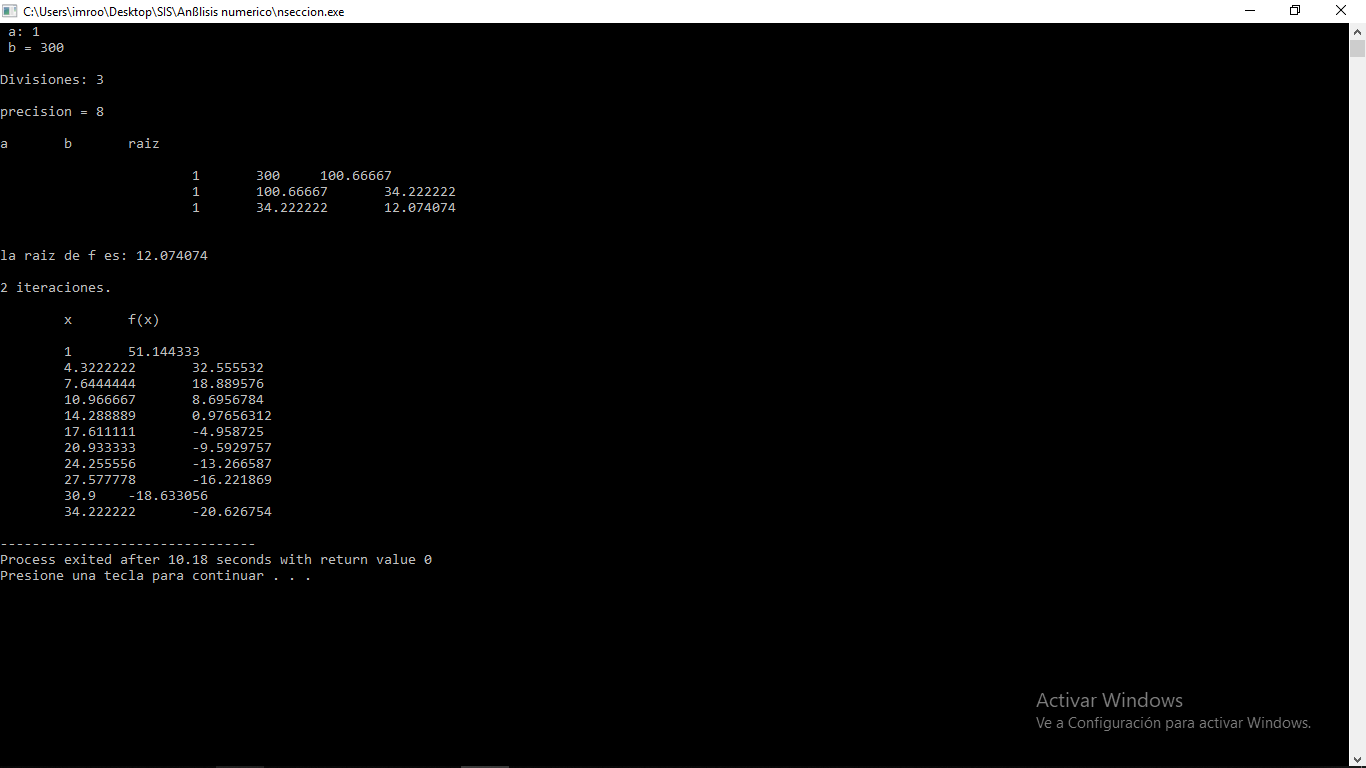 C:\Users\imroo\Desktop\SIS\Anßlisis numerico\nseccion.exe
a: 1
b = 300
Divisiones: 3
precision = 8
a b raiz
1 300 100.66667
1 100.66667 34.222222
1 34.222222 12.074074
la raiz de f es: 12.074074
2 iteraciones.
x f(x)
1 51.144333
4.3222222 32.555532
7.6444444 18.889576
10.966667 8.6956784
14.288889 0.97656312
17.611111 -4.958725
20.933333 -9.5929757
24.255556 -13.266587
27.577778 -16.221869
30.9 -18.633056
34.222222 -20.626754
--------------------------------
Process exited after 10.18 seconds with return value 0
Presione una tecla para continuar . . .
Activar Windows
Ve a Configuración para activar Windows.